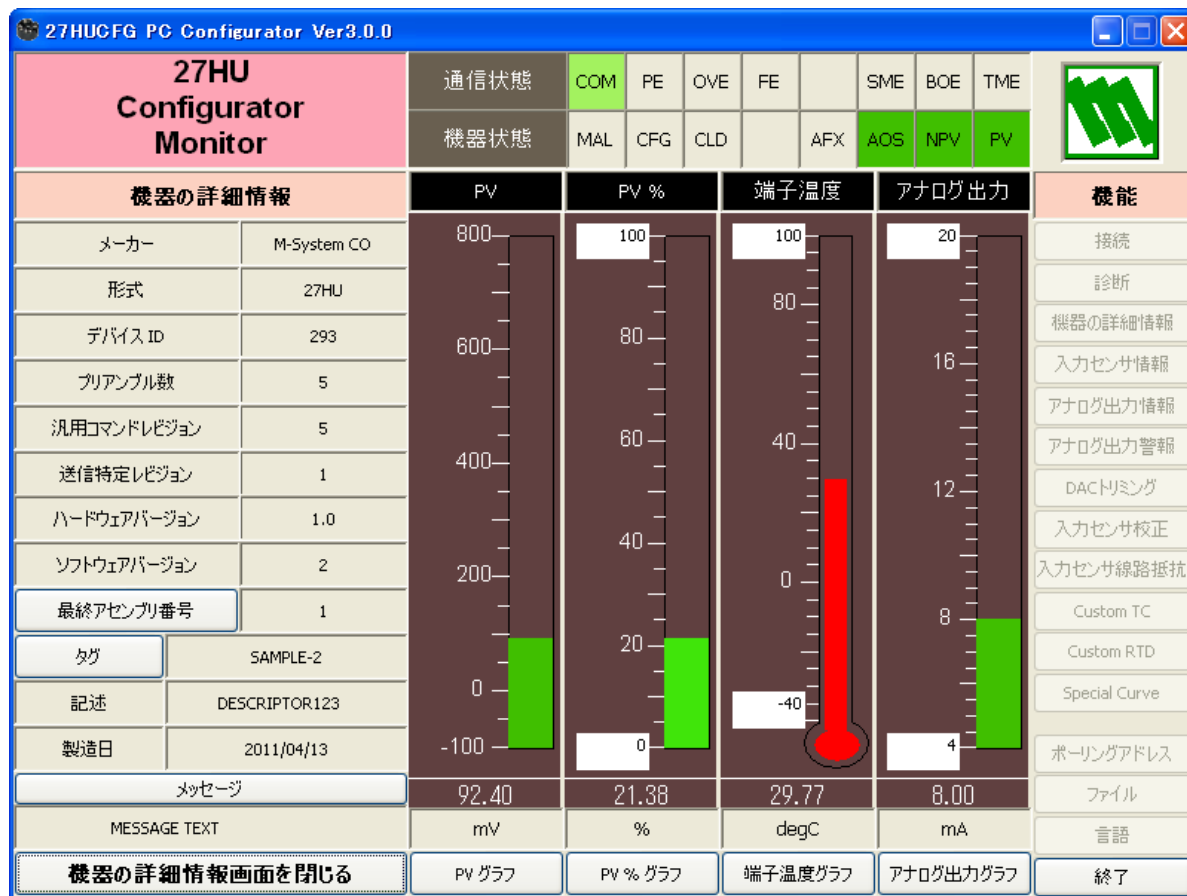 27HUCFG PC Configurator Ver3.0.0
27HU
Configurator
Monitor
通信状態 COM PE OVE FE SME BOE TME
機器状態 MAL CFG CLD AFX AOS NPV PV
機器の詳細情報
メーカー M-System CO
形式 27HU
デバイス ID 293
プリアンブル数 5
汎用コマンドレビジョン 5
送信特定レビジョン 1
ハードウェアバージョン 1.0
ソフトウェアバージョン 2
最終アセンブリ番号 1
タグ SAMPLE-2
記述 DESCRIPTOR123
製造日 2011/04/13
メッセージ
MESSAGE TEXT
機器の詳細情報画面を閉じる
PV
800
600
400
200
0
-100
92.40
mV
PV グラフ
PV %
100
80
60
40
20
0
21.38
%
PV % グラフ
端子温度
100
80
40
0
-40
29.77
degC
端子温度グラフ
アナログ出力
20
16
12
8
4
8.00
mA
アナログ出力グラフ
機能
接続
診断
機器の詳細情報
入力センサ情報
アナログ出力情報
アナログ出力警報
DACトリミング
入力センサ校正
入力センサ線路抵抗
Custom TC
Custom RTD
Special Curve
ポーリングアドレス
ファイル
言語
終了